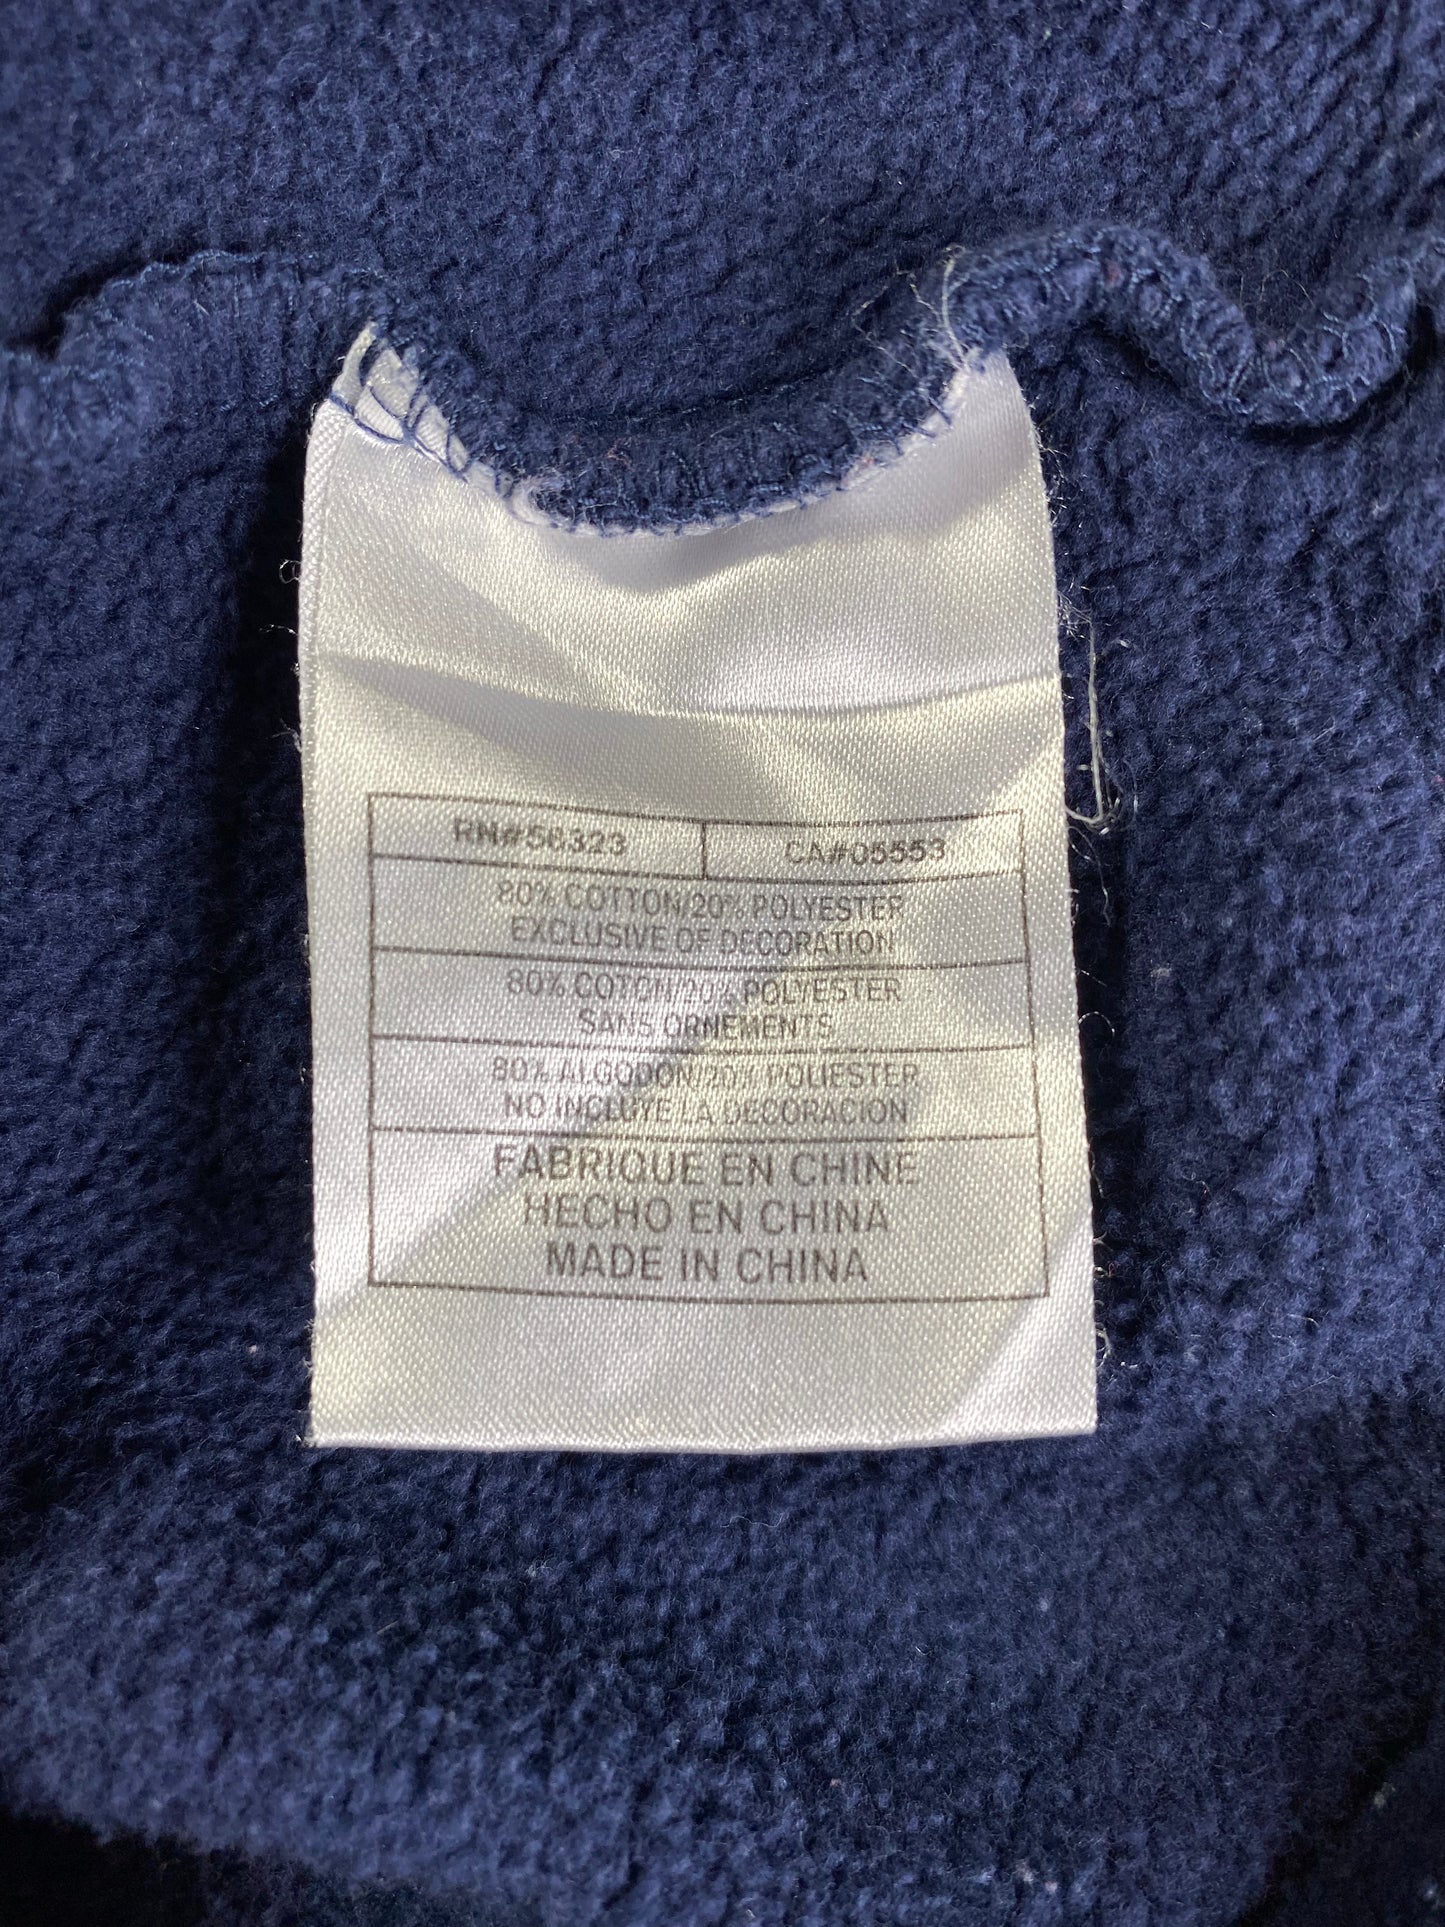 RN#56323 CA#05553
80% COTTON/20% POLYESTER
EXCLUSIVE OF DECORATION
80% COTON/20% POLYESTER
SANS ORNEMENTS
80% ALGODON/20% POLIESTER
NO INCLUYE LA DECORACION
FABRIQUE EN CHINE
HECHO EN CHINA
MADE IN CHINA